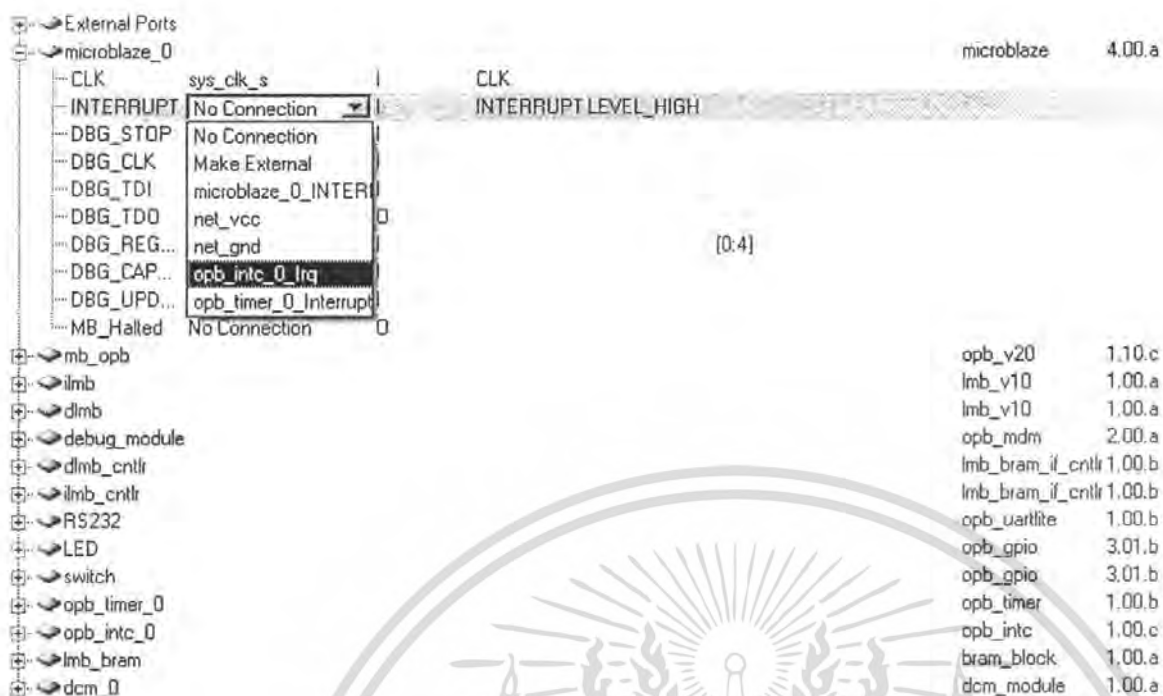 External Ports
microblaze_0 microblaze 4.00.a
CLK sys_clk_s I CLK
INTERRUPT No Connection I INTERRUPT LEVEL_HIGH
DBG_STOP No Connection I
DBG_CLK Make External I
DBG_TDI microblaze_0_INTERI
DBG_TDO net_vcc O
DBG_REG... net_gnd I [0:4]
DBG_CAP... opb_intc_0_Irq I
DBG_UPD... opb_timer_0_Interrupt I
MB_Halted No Connection O
mb_opb opb_v20 1.10.c
ilmb lmb_v10 1.00.a
dlmb lmb_v10 1.00.a
debug_module opb_mdm 2.00.a
dlmb_cntlr lmb_bram_if_cntlr 1.00.b
ilmb_cntlr lmb_bram_if_cntlr 1.00.b
RS232 opb_uartlite 1.00.b
LED opb_gpio 3.01.b
switch opb_gpio 3.01.b
opb_timer_0 opb_timer 1.00.b
opb_intc_0 opb_intc 1.00.c
lmb_bram bram_block 1.00.a
dcm_0 dcm_module 1.00.a